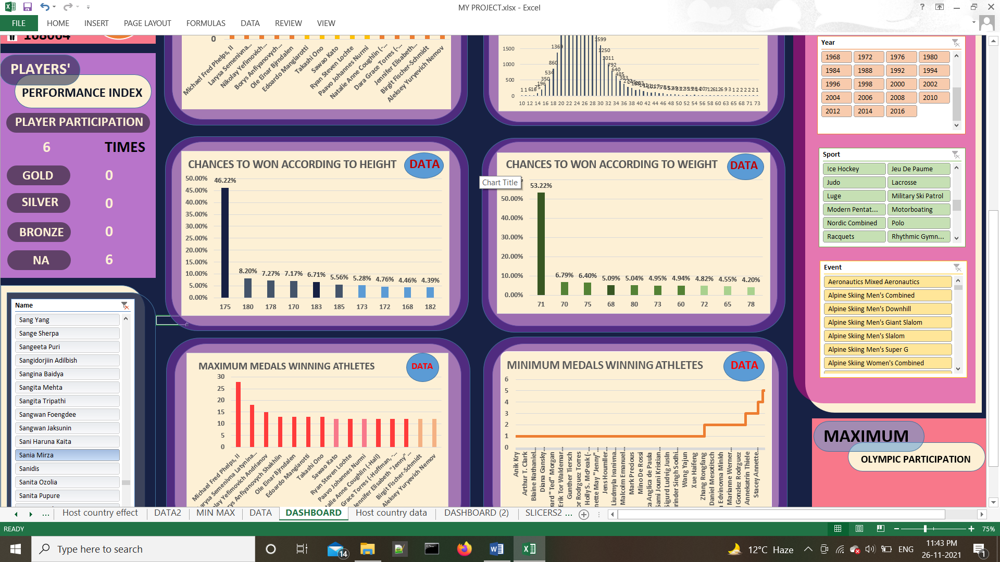 MY PROJECT.xlsx - Excel
FILE
HOME
INSERT
PAGE LAYOUT
FORMULAS
DATA
REVIEW
VIEW
PLAYERS'
PERFORMANCE INDEX
PLAYER PARTICIPATION
6 TIMES
GOLD 0
SILVER 0
BRONZE 0
NA 6
Name
Sang Yang
Sange Sherpa
Sangeeta Puri
Sangidorjiin Adilbish
Sangina Baidya
Sangita Mehta
Sangita Tripathi
Sangwan Foengdee
Sangwan Jaksunin
Sani Haruna Kaita
Sania Mirza
Sanidis
Sanita Ozolia
Sanita Pupure
0
Michael Fred Phelps, II
Larysa Semenivna...
Nikolay Yefimovich...
Borys Anfiyanovych...
Ole Einar Bjrndalen
Edoardo Mangiarotti
Takashi Ono
Sawao Kato
Ryan Steven Lochte
Paavo Johannes Nurmi
Natalie Anne Coughlin (-...
Dara Grace Torres (-...
Jennifer Elisabeth...
Birgit Fischer-Schmidt
Aleksey Yuryevich Nemov
1500
1000
500
0
1 1 6 16 75 196 350 534 860 1369
1599 1250 1011 792 640 485 383
10 12 14 16 18 20 22 24 26 28 30 32 34 36 38 40 42 44 46 48 50 52 54 56 58 60 63 65 68 71 73
CHANCES TO WON ACCORDING TO HEIGHT
DATA
50.00%
45.00%
40.00%
35.00%
30.00%
25.00%
20.00%
15.00%
10.00%
5.00%
0.00%
46.22% 8.20% 7.27% 7.17% 6.71% 5.56% 5.28% 4.76% 4.46% 4.39%
175 180 178 170 183 185 173 172 168 182
CHANCES TO WON ACCORDING TO WEIGHT
DATA
Chart Title
50.00%
40.00%
30.00%
20.00%
10.00%
0.00%
53.22% 6.79% 6.40% 5.09% 5.04% 4.95% 4.94% 4.82% 4.55% 4.20%
71 70 75 68 80 73 60 72 65 78
MAXIMUM MEDALS WINNING ATHLETES
DATA
30
25
20
15
10
5
0
Michael Fred Phelps, II
Larysa Semenivna Latynina...
Yefimovich Andrianov
Anfiyanovych Shakhlin
Ole Einar Bjrndalen
Edoardo Mangiarotti
Takashi Ono
Sawao Kato
Ryan Steven Lochte
Paavo Johannes Nurmi
Anne Coughlin (-Hall)
Grace Torres (-Hoffman, -...
Jennifer Elisabeth "Jenny"...
Birgit Fischer-Schmidt
Aleksey Yuryevich Nemov
MINIMUM MEDALS WINNING ATHLETES
DATA
6
5
4
3
2
1
0
Anik Kry
Arthur T. Clark
Blaine Nathaniel...
Diana Gansky...
"Ted" Morgan
Erik Tor Waldemar...
Gunther Tiersch
Rodrguez Torres
Holly S. McPeak (-...
May "Jenny"...
Jens Hounller...
Liudmyla Ivanivna...
Malcolm Emanuel...
Mark Predous
Mino De Rossi
Anglica de Paula
Sami Jouni Kristian...
Sigurd Ludvig Jusln
Singh Sodhi...
Wang Yajun
Xue Haifeng
Zhang Rongfang
Daniel Mesotitsch
Edvinovna Minkh
Marianne Werner...
Gonzlez Rodrguez
Annekatrin Thiele
Stacey Annette...
Year
1968 1972 1976 1980
1984 1988 1992 1994
1996 1998 2000 2002
2004 2006 2008 2010
2012 2014 2016
Sport
Ice Hockey Jeu De Paume
Judo Lacrosse
Luge Military Ski Patrol
Modern Pentat... Motorboating
Nordic Combined Polo
Racquets Rhythmic Gymn...
Event
Aeronautics Mixed Aeronautics
Alpine Skiing Men's Combined
Alpine Skiing Men's Downhill
Alpine Skiing Men's Giant Slalom
Alpine Skiing Men's Slalom
Alpine Skiing Men's Super G
Alpine Skiing Women's Combined
MAXIMUM
OLYMPIC PARTICIPATION
... Host country effect DATA2 MIN MAX DATA DASHBOARD Host country data DASHBOARD (2) SLICERS2 ...
READY
75%
Type here to search
14
12°C Haze
ENG
11:43 PM
26-11-2021
1